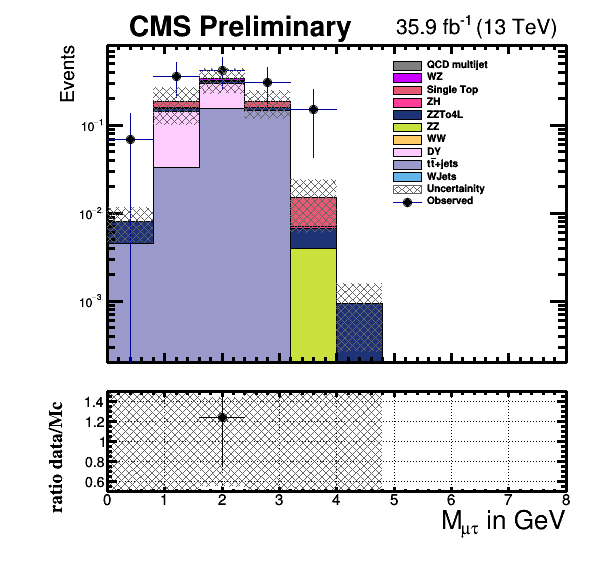 CMS Preliminary
35.9 fb⁻¹ (13 TeV)
Events
QCD multijet
WZ
Single Top
ZH
ZZTo4L
ZZ
WW
DY
tt̄+jets
WJets
Uncertainity
Observed
10⁻¹
10⁻²
10⁻³
ratio data/Mc
1.4
1.2
1
0.8
0.6
0 1 2 3 4 5 6 7 8
M_μτ in GeV